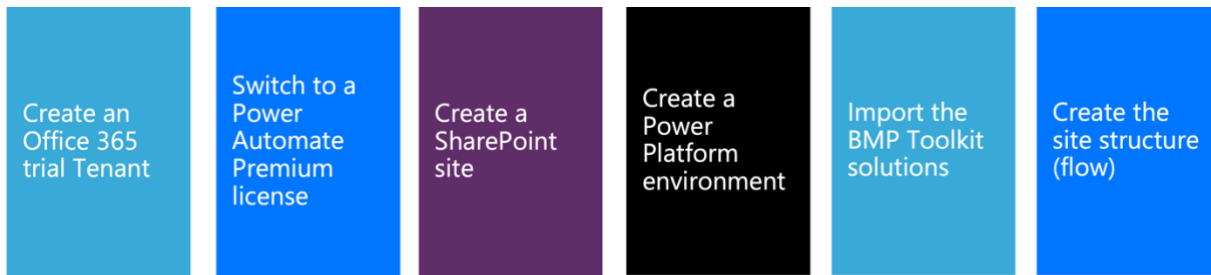 Create an
Office 365
trial Tenant
Switch to a
Power
Automate
Premium
license
Create a
SharePoint
site
Create a
Power
Platform
environment
Import the
BMP Toolkit
solutions
Create the
site structure
(flow)